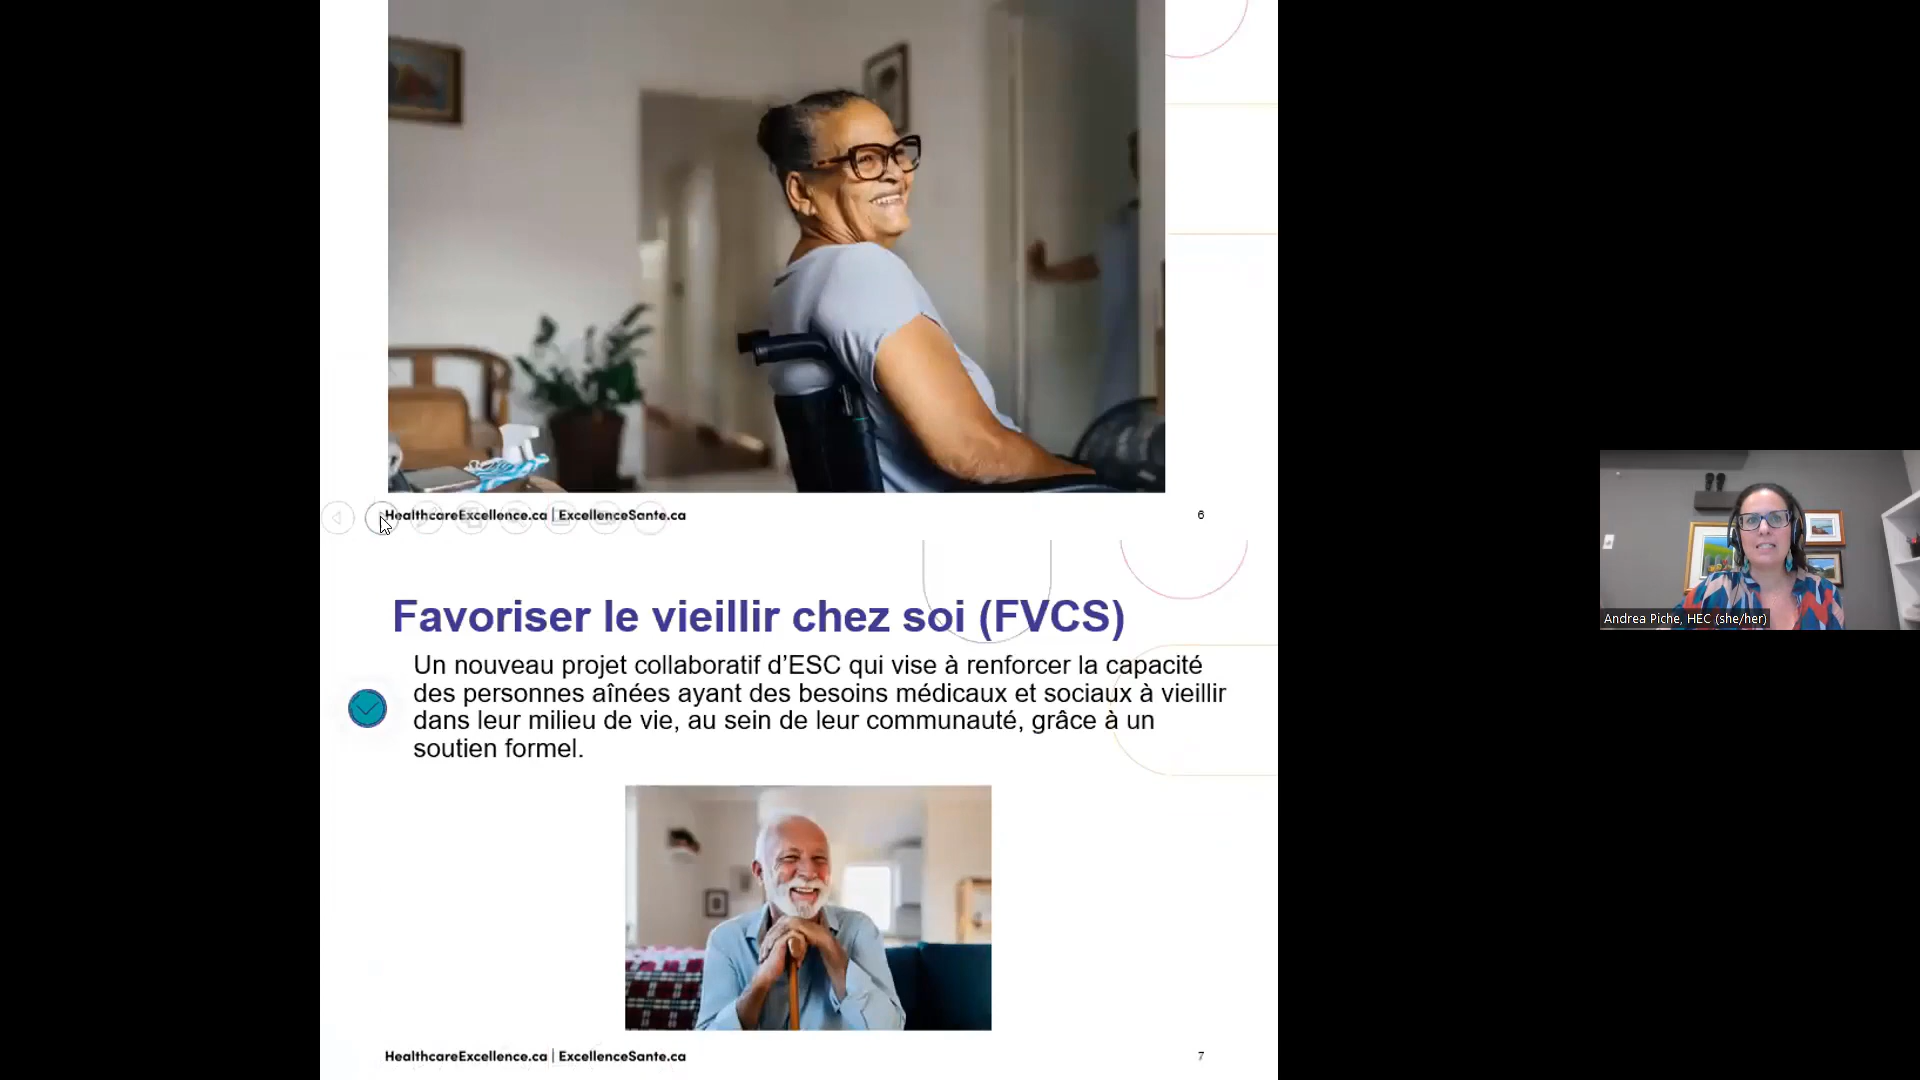 HealthcareExcellence.ca | ExcellenceSante.ca
6
Favoriser le vieillir chez soi (FVCS)
Un nouveau projet collaboratif d’ESC qui vise à renforcer la capacité
des personnes aînées ayant des besoins médicaux et sociaux à vieillir
dans leur milieu de vie, au sein de leur communauté, grâce à un
soutien formel.
HealthcareExcellence.ca | ExcellenceSante.ca
7
Andrea Piche, HEC (she/her)